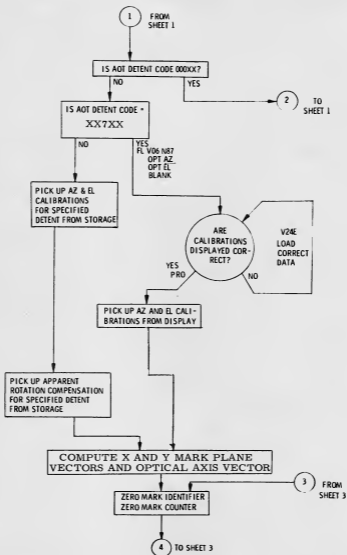 1
FROM
SHEET 1
IS AOT DETENT CODE 000XX?
NO
YES
2
TO
SHEET 1
IS AOT DETENT CODE =
XX7XX
NO
YES
FL V06 N87
OPT AZ
OPT EL
BLANK
PICK UP AZ & EL
CALIBRATIONS
FOR SPECIFIED
DETENT FROM STORAGE
ARE
CALIBRATIONS
DISPLAYED COR-
RECT?
V24E
LOAD
CORRECT
DATA
YES
PRO
NO
PICK UP AZ AND EL CALI-
BRATIONS FROM DISPLAY
PICK UP APPARENT
ROTATION COMPENSATION
FOR SPECIFIED DETENT
FROM STORAGE
COMPUTE X AND Y MARK PLANE
VECTORS AND OPTICAL AXIS VECTOR
3
FROM
SHEET 3
ZERO MARK IDENTIFIER
ZERO MARK COUNTER
4
TO SHEET 3